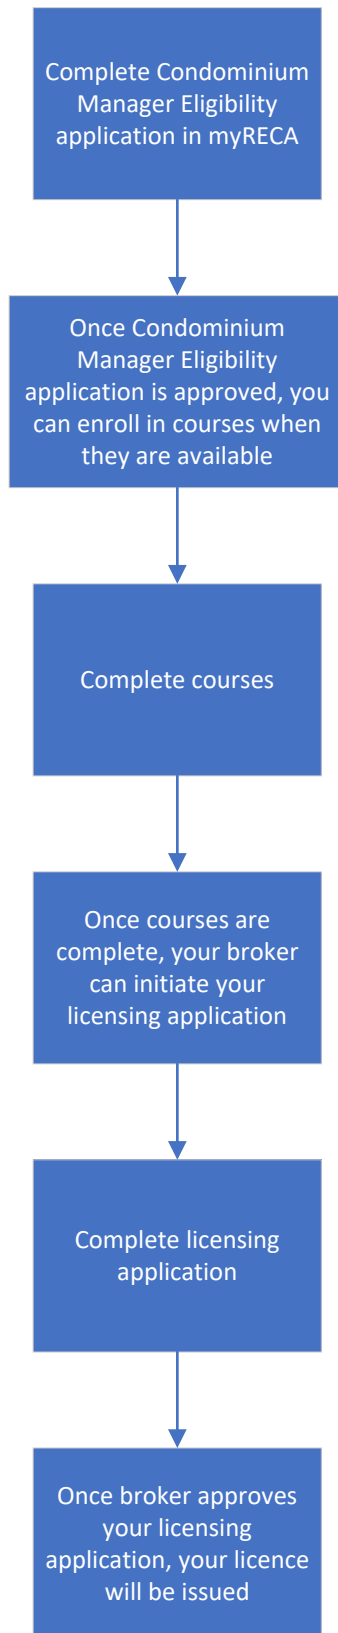 Complete Condominium
Manager Eligibility
application in myRECA
Once Condominium
Manager Eligibility
application is approved, you
can enroll in courses when
they are available
Complete courses
Once courses are
complete, your broker
can initiate your
licensing application
Complete licensing
application
Once broker approves
your licensing
application, your licence
will be issued